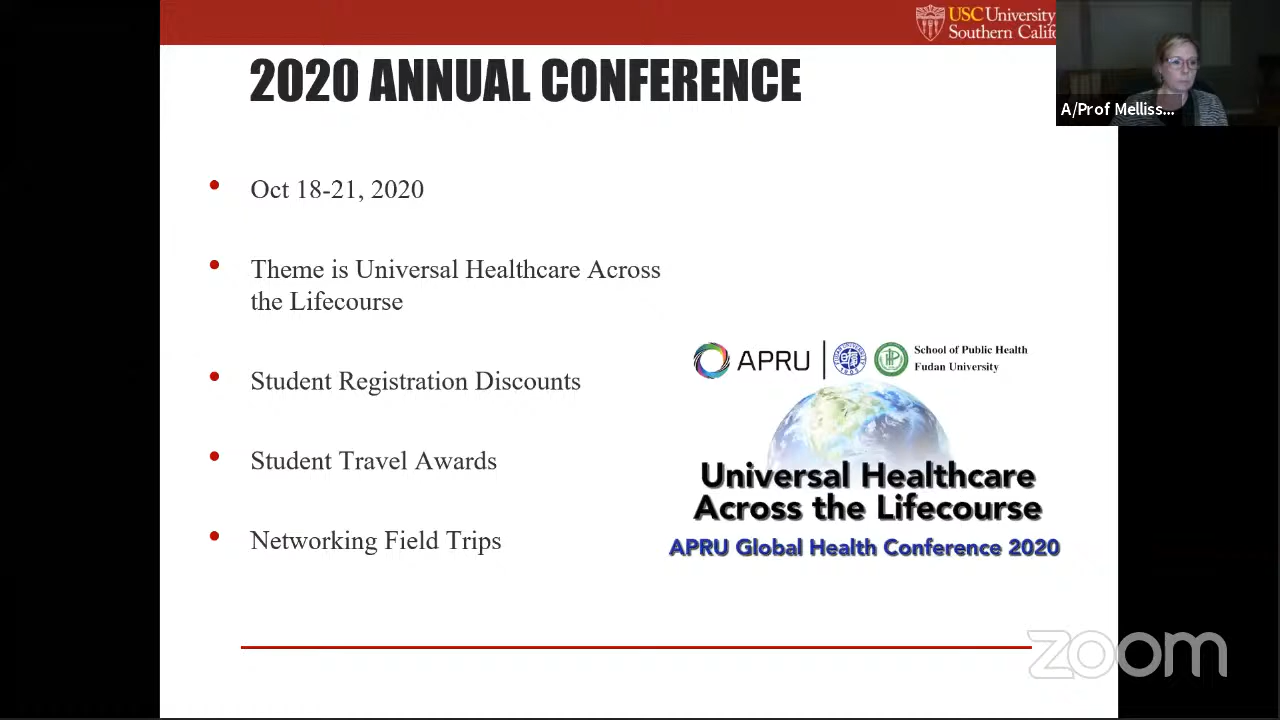 USC University
Southern Califo
A/Prof Melliss...
2020 ANNUAL CONFERENCE
Oct 18-21, 2020
Theme is Universal Healthcare Across
the Lifecourse
Student Registration Discounts
Student Travel Awards
Networking Field Trips
APRU
School of Public Health
Fudan University
Universal Healthcare
Across the Lifecourse
APRU Global Health Conference 2020
zoom